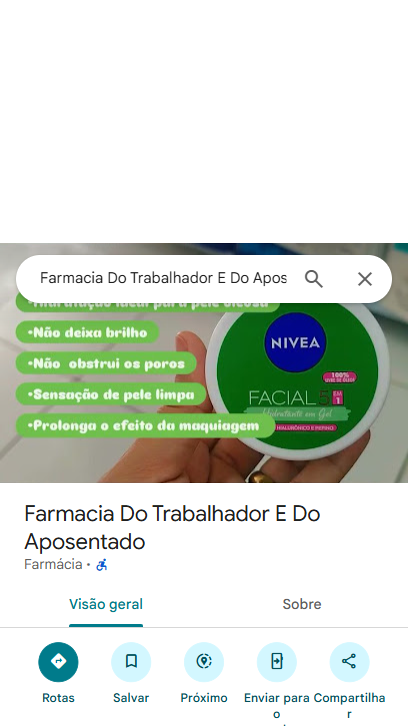 Farmacia Do Trabalhador E Do Apos
•Hidratação ideal para pele oleosa
•Não deixa brilho
•Não obstrui os poros
•Sensação de pele limpa
•Prolonga o efeito da maquiagem
NIVEA
100%
FACIAL 5 EM 1
Hidratante em Gel
HIALURÔNICO E PEPINO
Farmacia Do Trabalhador E Do
Aposentado
Farmácia •
Visão geral
Sobre
Rotas
Salvar
Próximo
Enviar para o
Compartilhar